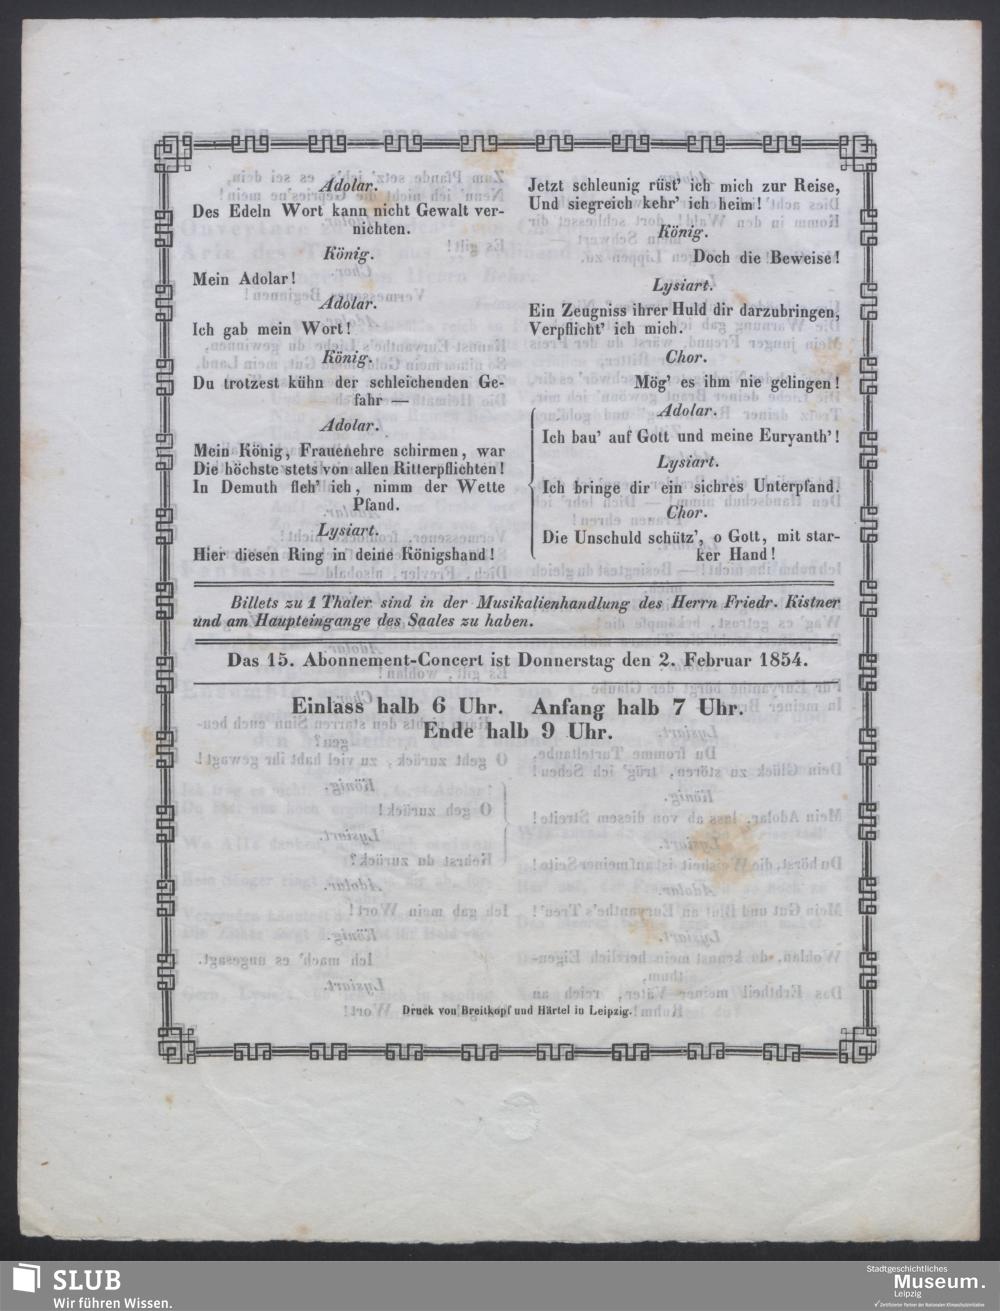 Adolar.
Des Edeln Wort kann nicht Gewalt ver-
nichten.
König.
Mein Adolar!
Adolar.
Ich gab mein Wort!
König.
Du trotzest kühn der schleichenden Ge-
fahr —
Adolar.
Mein König, Frauenehre schirmen, war
Die höchste stets von allen Ritterpflichten!
In Demuth fleh' ich, nimm der Wette
Pfand.
Lysiart.
Hier diesen Ring in deine Königshand!
Jetzt schleunig rüst' ich mich zur Reise,
Und siegreich kehr' ich heim!
König.
Doch die Beweise!
Lysiart.
Ein Zeugniss ihrer Huld dir darzubringen,
Verpflicht' ich mich.
Chor.
Mög' es ihm nie gelingen!
Adolar.
Ich bau' auf Gott und meine Euryanth'!
Lysiart.
Ich bringe dir ein sichres Unterpfand.
Chor.
Die Unschuld schütz', o Gott, mit star-
ker Hand!
Billets zu 1 Thaler sind in der Musikalienhandlung des Herrn Friedr. Kistner
und am Haupteingange des Saales zu haben.
Das 15. Abonnement-Concert ist Donnerstag den 2. Februar 1854.
Einlass halb 6 Uhr. Anfang halb 7 Uhr.
Ende halb 9 Uhr.
Druck von Breitkopf und Härtel in Leipzig.
SLUB
Wir führen Wissen.
Stadtgeschichtliches
Museum.
Leipzig
✓ Zertifizierter Partner der Nationalen Klimaschutzinitiative